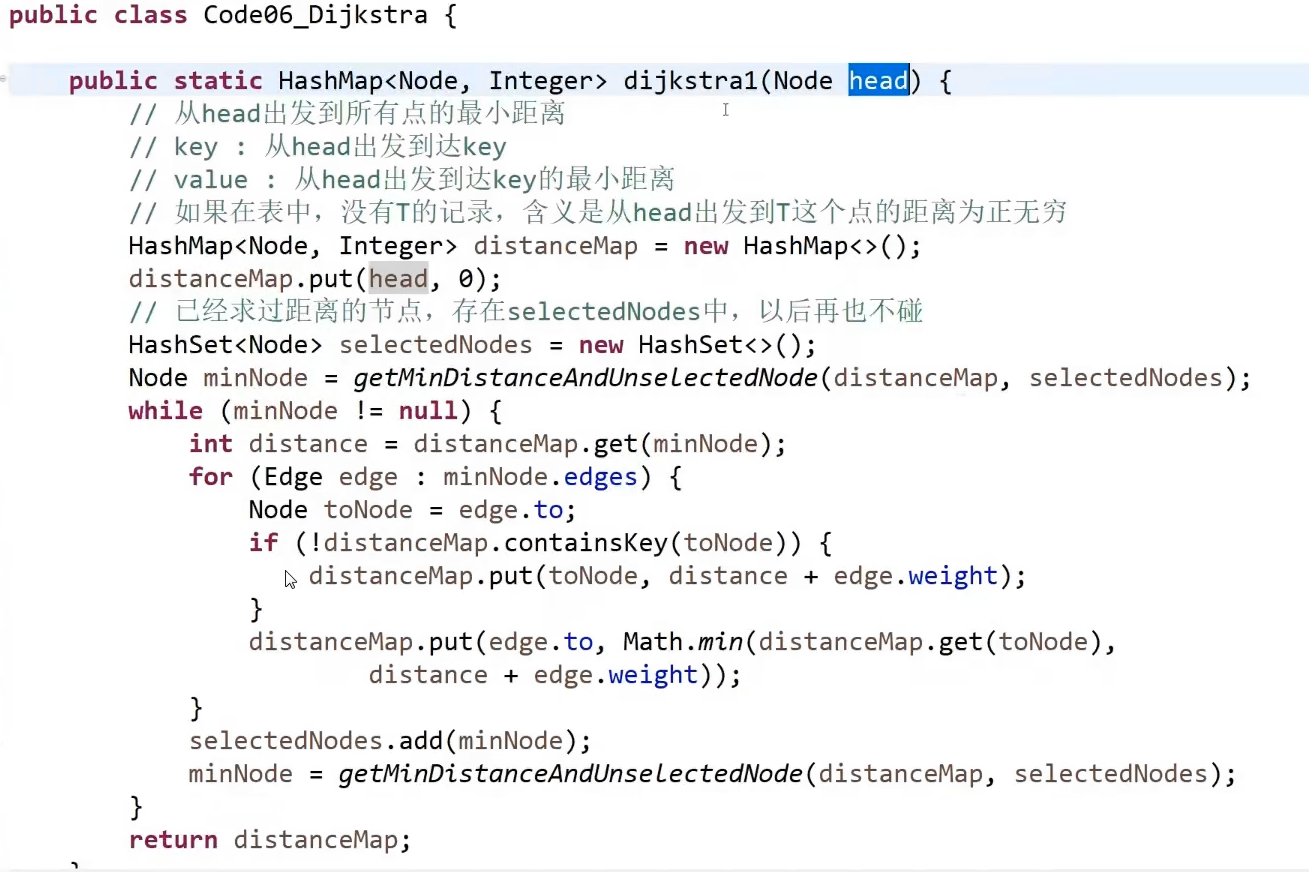 public class Code06_Dijkstra {
public static HashMap<Node, Integer> dijkstra1(Node head) {
// 从head出发到所有点的最小距离
// key : 从head出发到达key
// value : 从head出发到达key的最小距离
// 如果在表中，没有T的记录，含义是从head出发到T这个点的距离为正无穷
HashMap<Node, Integer> distanceMap = new HashMap<>();
distanceMap.put(head, 0);
// 已经求过距离的节点，存在selectedNodes中，以后再也不碰
HashSet<Node> selectedNodes = new HashSet<>();
Node minNode = getMinDistanceAndUnselectedNode(distanceMap, selectedNodes);
while (minNode != null) {
int distance = distanceMap.get(minNode);
for (Edge edge : minNode.edges) {
Node toNode = edge.to;
if (!distanceMap.containsKey(toNode)) {
distanceMap.put(toNode, distance + edge.weight);
}
distanceMap.put(edge.to, Math.min(distanceMap.get(toNode),
distance + edge.weight));
}
selectedNodes.add(minNode);
minNode = getMinDistanceAndUnselectedNode(distanceMap, selectedNodes);
}
return distanceMap;